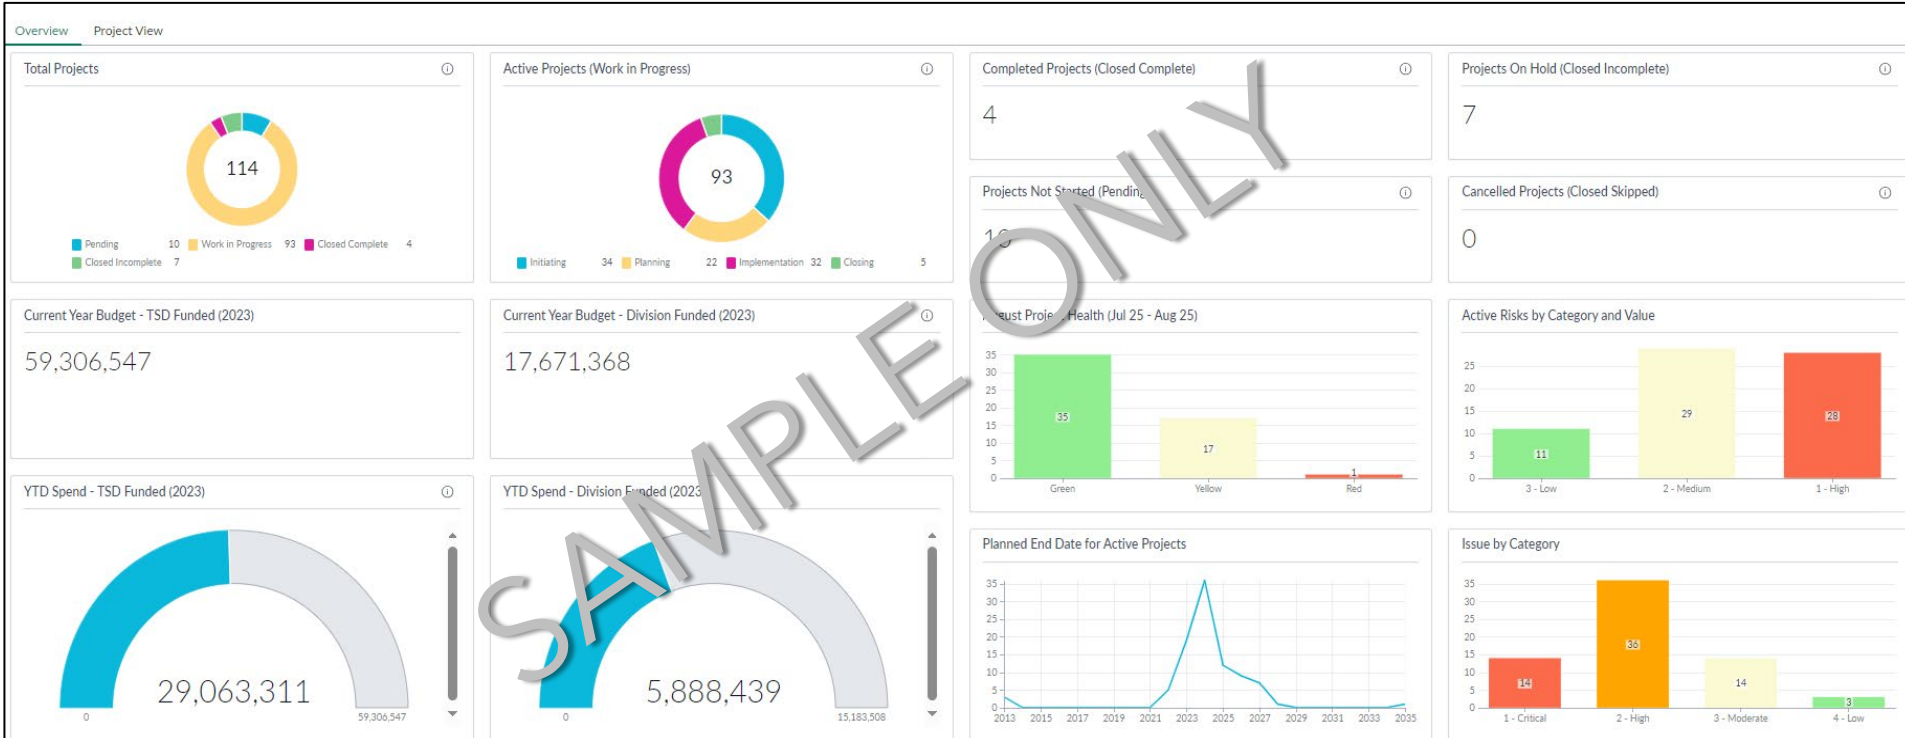 Overview Project View
Total Projects
114
Pending 10 Work in Progress 93 Closed Complete 4
Closed Incomplete 7
Active Projects (Work in Progress)
93
Initiating 34 Planning 22 Implementation 32 Closing 5
Completed Projects (Closed Complete)
4
Projects On Hold (Closed Incomplete)
7
Projects Not Started (Pending
10
Cancelled Projects (Closed Skipped)
0
Current Year Budget - TSD Funded (2023)
59,306,547
Current Year Budget - Division Funded (2023)
17,671,368
August Project Health (Jul 25 - Aug 25)
35
30
25
20
15
10
5
0
35
17
1
Green Yellow Red
Active Risks by Category and Value
25
20
15
10
5
0
11
29
28
3 - Low 2 - Medium 1 - High
YTD Spend - TSD Funded (2023)
29,063,311
0 59,306,547
YTD Spend - Division Funded (2023
5,888,439
0 15,183,508
Planned End Date for Active Projects
35
30
25
20
15
10
5
0
2013 2015 2017 2019 2021 2023 2025 2027 2029 2031 2033 2035
Issue by Category
35
30
25
20
15
10
5
0
14
36
14
3
1 - Critical 2 - High 3 - Moderate 4 - Low
SAMPLE ONLY